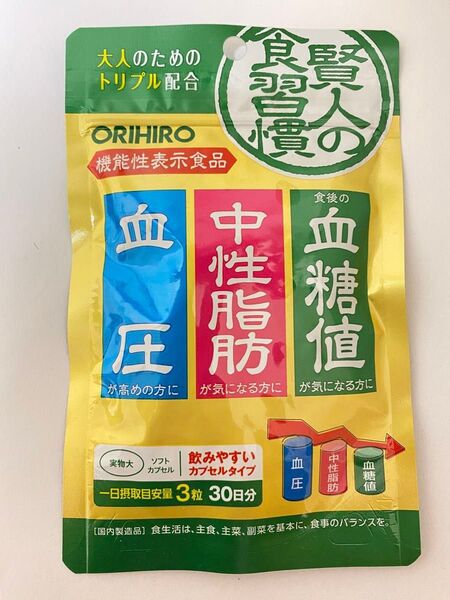 大人のための
トリプル配合
賢人の
食習慣
ORIHIRO
機能性表示食品
血圧
が高めの方に
中性脂肪
が気になる方に
食後の
血糖値
が気になる方に
実物大
ソフト
カプセル
飲みやすい
カプセルタイプ
一日摂取目安量3粒 30日分
血圧
中性脂肪
血糖値
[国内製造品] 食生活は、主食、主菜、副菜を基本に、食事のバランスを。